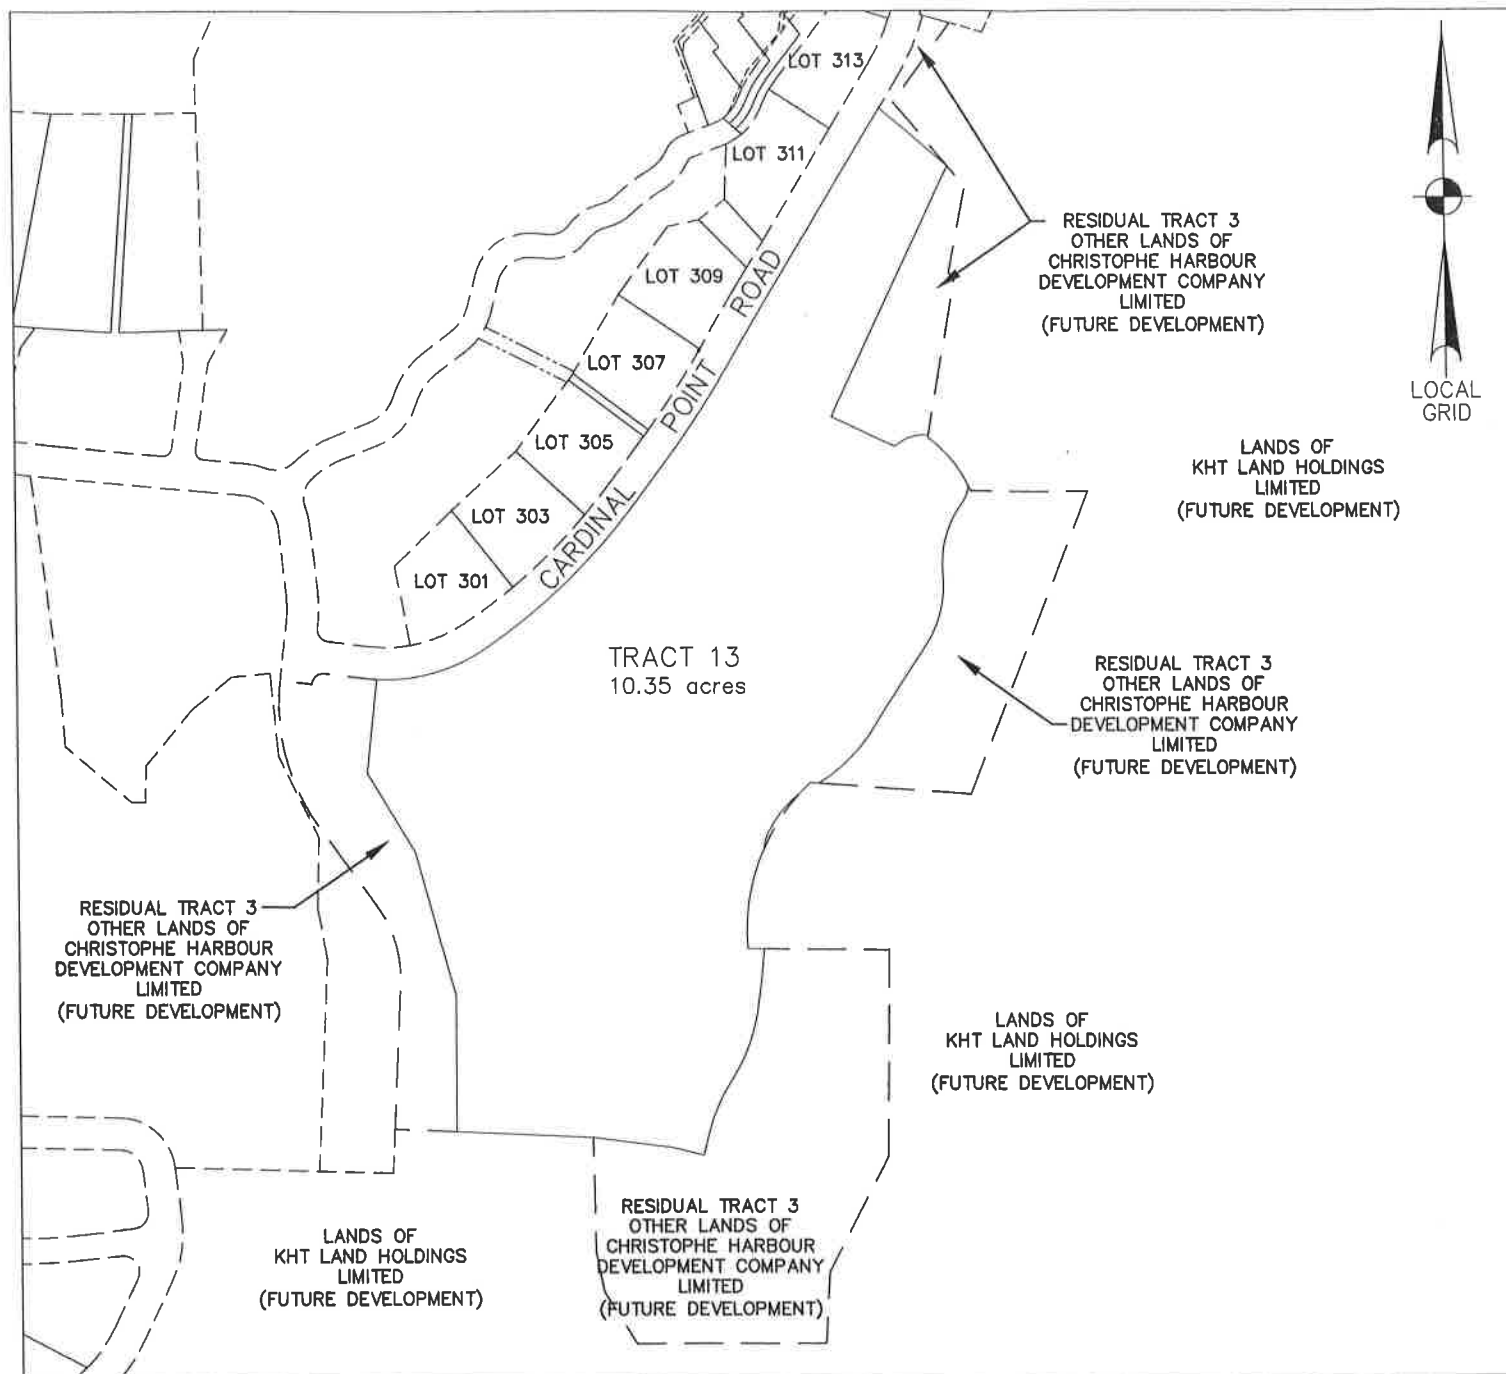 LOT 313
LOT 311
LOT 309
LOT 307
LOT 305
LOT 303
LOT 301
CARDINAL POINT ROAD
RESIDUAL TRACT 3
OTHER LANDS OF
CHRISTOPHE HARBOUR
DEVELOPMENT COMPANY
LIMITED
(FUTURE DEVELOPMENT)
LOCAL
GRID
LANDS OF
KHT LAND HOLDINGS
LIMITED
(FUTURE DEVELOPMENT)
TRACT 13
10.35 acres
RESIDUAL TRACT 3
OTHER LANDS OF
CHRISTOPHE HARBOUR
DEVELOPMENT COMPANY
LIMITED
(FUTURE DEVELOPMENT)
RESIDUAL TRACT 3
OTHER LANDS OF
CHRISTOPHE HARBOUR
DEVELOPMENT COMPANY
LIMITED
(FUTURE DEVELOPMENT)
LANDS OF
KHT LAND HOLDINGS
LIMITED
(FUTURE DEVELOPMENT)
RESIDUAL TRACT 3
OTHER LANDS OF
CHRISTOPHE HARBOUR
DEVELOPMENT COMPANY
LIMITED
(FUTURE DEVELOPMENT)
LANDS OF
KHT LAND HOLDINGS
LIMITED
(FUTURE DEVELOPMENT)